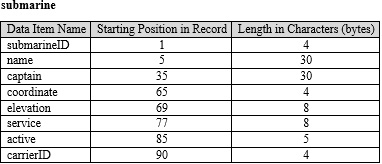 submarine
Data Item Name Starting Position in Record Length in Characters (bytes)
submarineID 1 4
name 5 30
captain 35 30
coordinate 65 4
elevation 69 8
service 77 8
active 85 5
carrierID 90 4